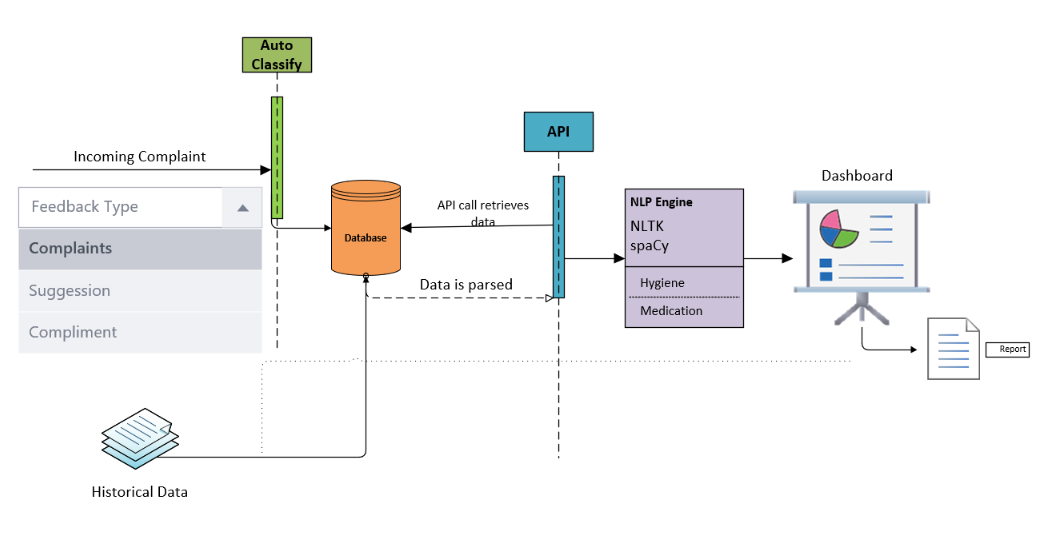 Auto
Classify
Incoming Complaint
Feedback Type
Complaints
Suggession
Compliment
Database
API
API call retrieves
data
Data is parsed
NLP Engine
NLTK
spaCy
Hygiene
Medication
Dashboard
Report
Historical Data